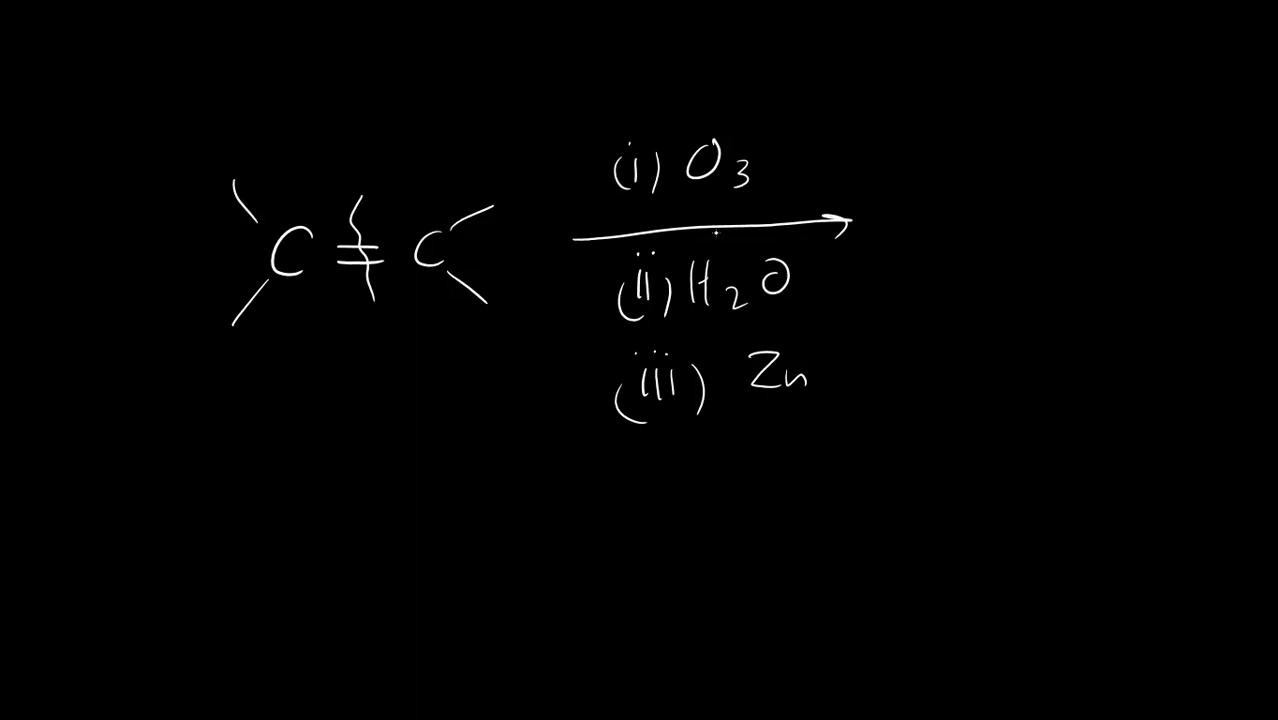 (i) O3
C = C
(ii) H2O
(iii) Zn